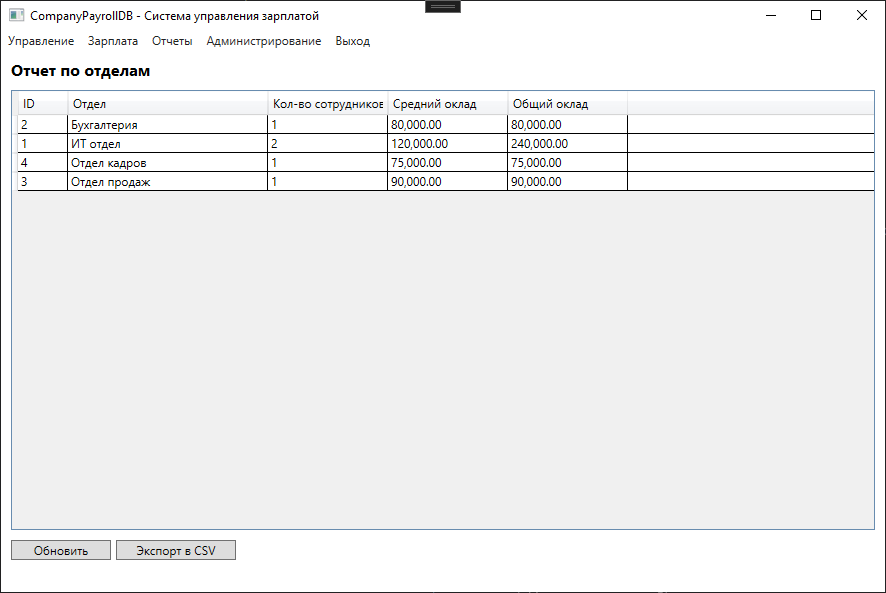 CompanyPayrollDB - Система управления зарплатой
Управление Зарплата Отчеты Администрирование Выход
Отчет по отделам
ID Отдел Кол-во сотрудников Средний оклад Общий оклад
2 Бухгалтерия 1 80,000.00 80,000.00
1 ИТ отдел 2 120,000.00 240,000.00
4 Отдел кадров 1 75,000.00 75,000.00
3 Отдел продаж 1 90,000.00 90,000.00
Обновить Экспорт в CSV